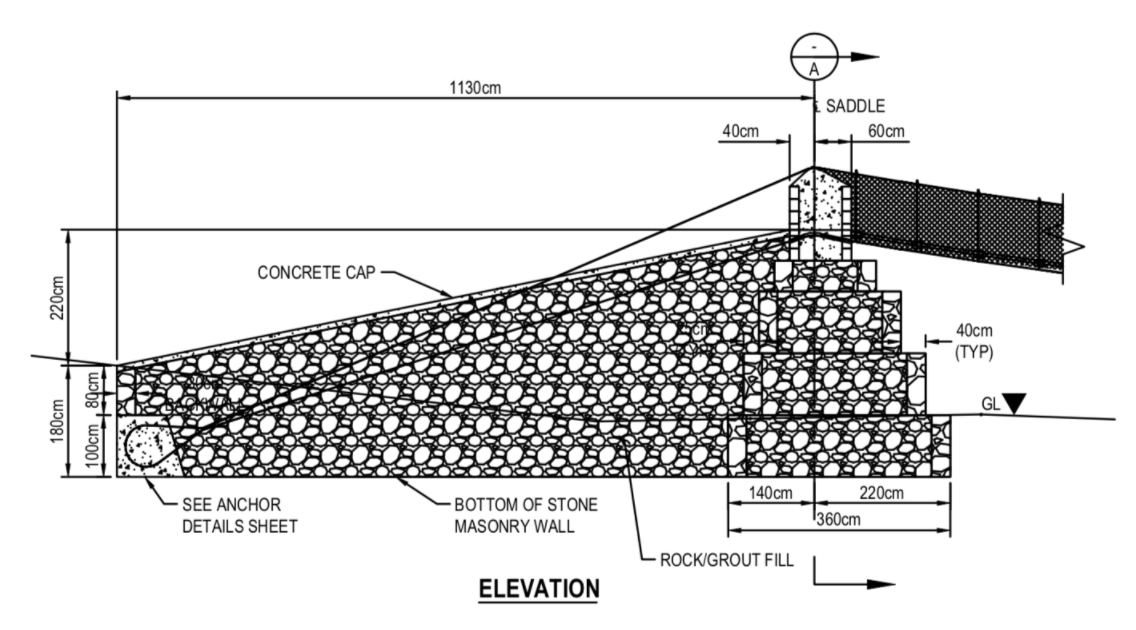 -
A
1130cm
℄ SADDLE
40cm
60cm
CONCRETE CAP
220cm
40cm
(TYP)
80cm
BACKWALL
180cm
GL
100cm
SEE ANCHOR
DETAILS SHEET
BOTTOM OF STONE
MASONRY WALL
140cm
220cm
360cm
ROCK/GROUT FILL
ELEVATION